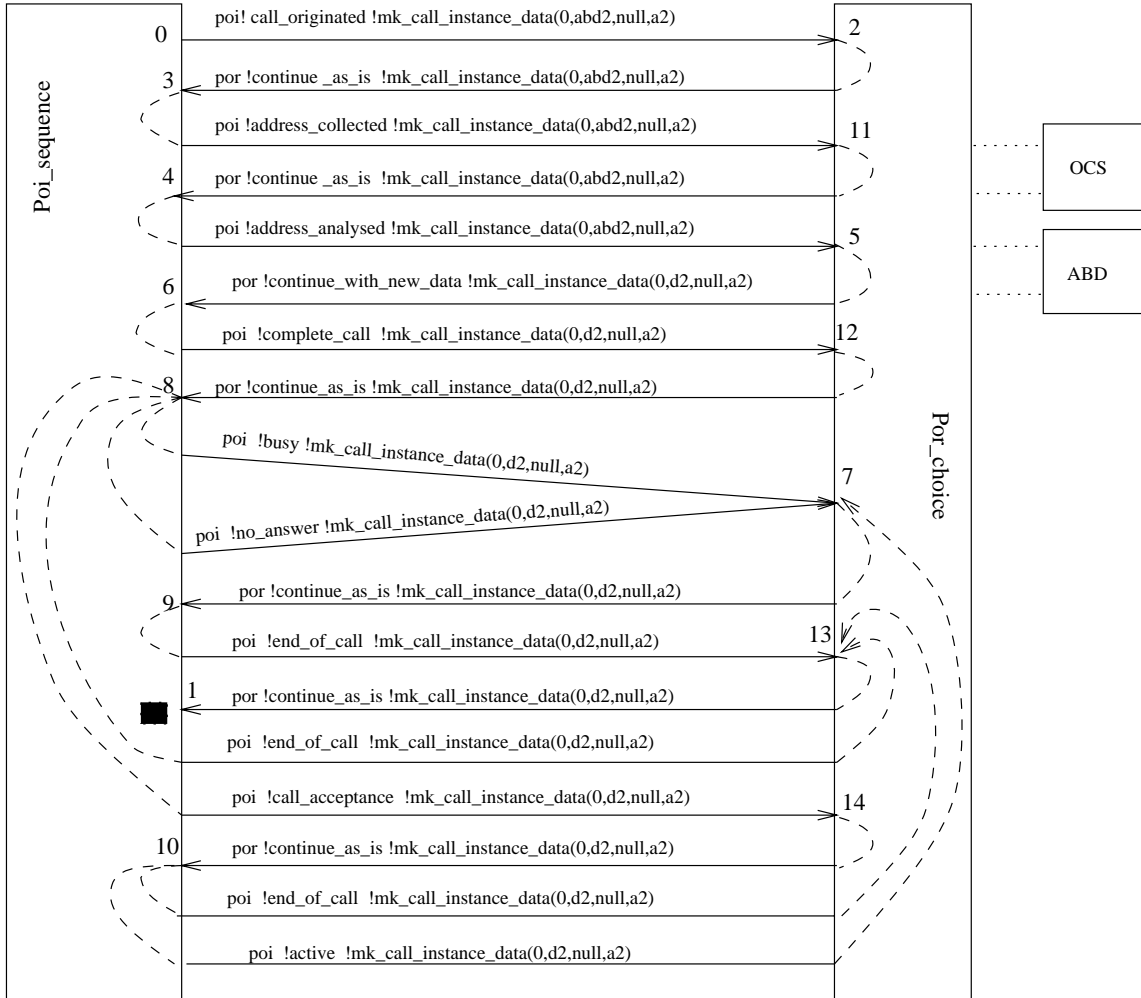 poi! call_originated !mk_call_instance_data(0,abd2,null,a2)
0
2
por !continue _as_is !mk_call_instance_data(0,abd2,null,a2)
3
Poi_sequence
poi !address_collected !mk_call_instance_data(0,abd2,null,a2)
11
OCS
por !continue _as_is !mk_call_instance_data(0,abd2,null,a2)
4
poi !address_analysed !mk_call_instance_data(0,abd2,null,a2)
5
ABD
por !continue_with_new_data !mk_call_instance_data(0,d2,null,a2)
6
poi !complete_call !mk_call_instance_data(0,d2,null,a2)
12
por !continue_as_is !mk_call_instance_data(0,d2,null,a2)
8
Por_choice
poi !busy !mk_call_instance_data(0,d2,null,a2)
7
poi !no_answer !mk_call_instance_data(0,d2,null,a2)
por !continue_as_is !mk_call_instance_data(0,d2,null,a2)
9
poi !end_of_call !mk_call_instance_data(0,d2,null,a2)
13
1
por !continue_as_is !mk_call_instance_data(0,d2,null,a2)
poi !end_of_call !mk_call_instance_data(0,d2,null,a2)
poi !call_acceptance !mk_call_instance_data(0,d2,null,a2)
14
10
por !continue_as_is !mk_call_instance_data(0,d2,null,a2)
poi !end_of_call !mk_call_instance_data(0,d2,null,a2)
poi !active !mk_call_instance_data(0,d2,null,a2)